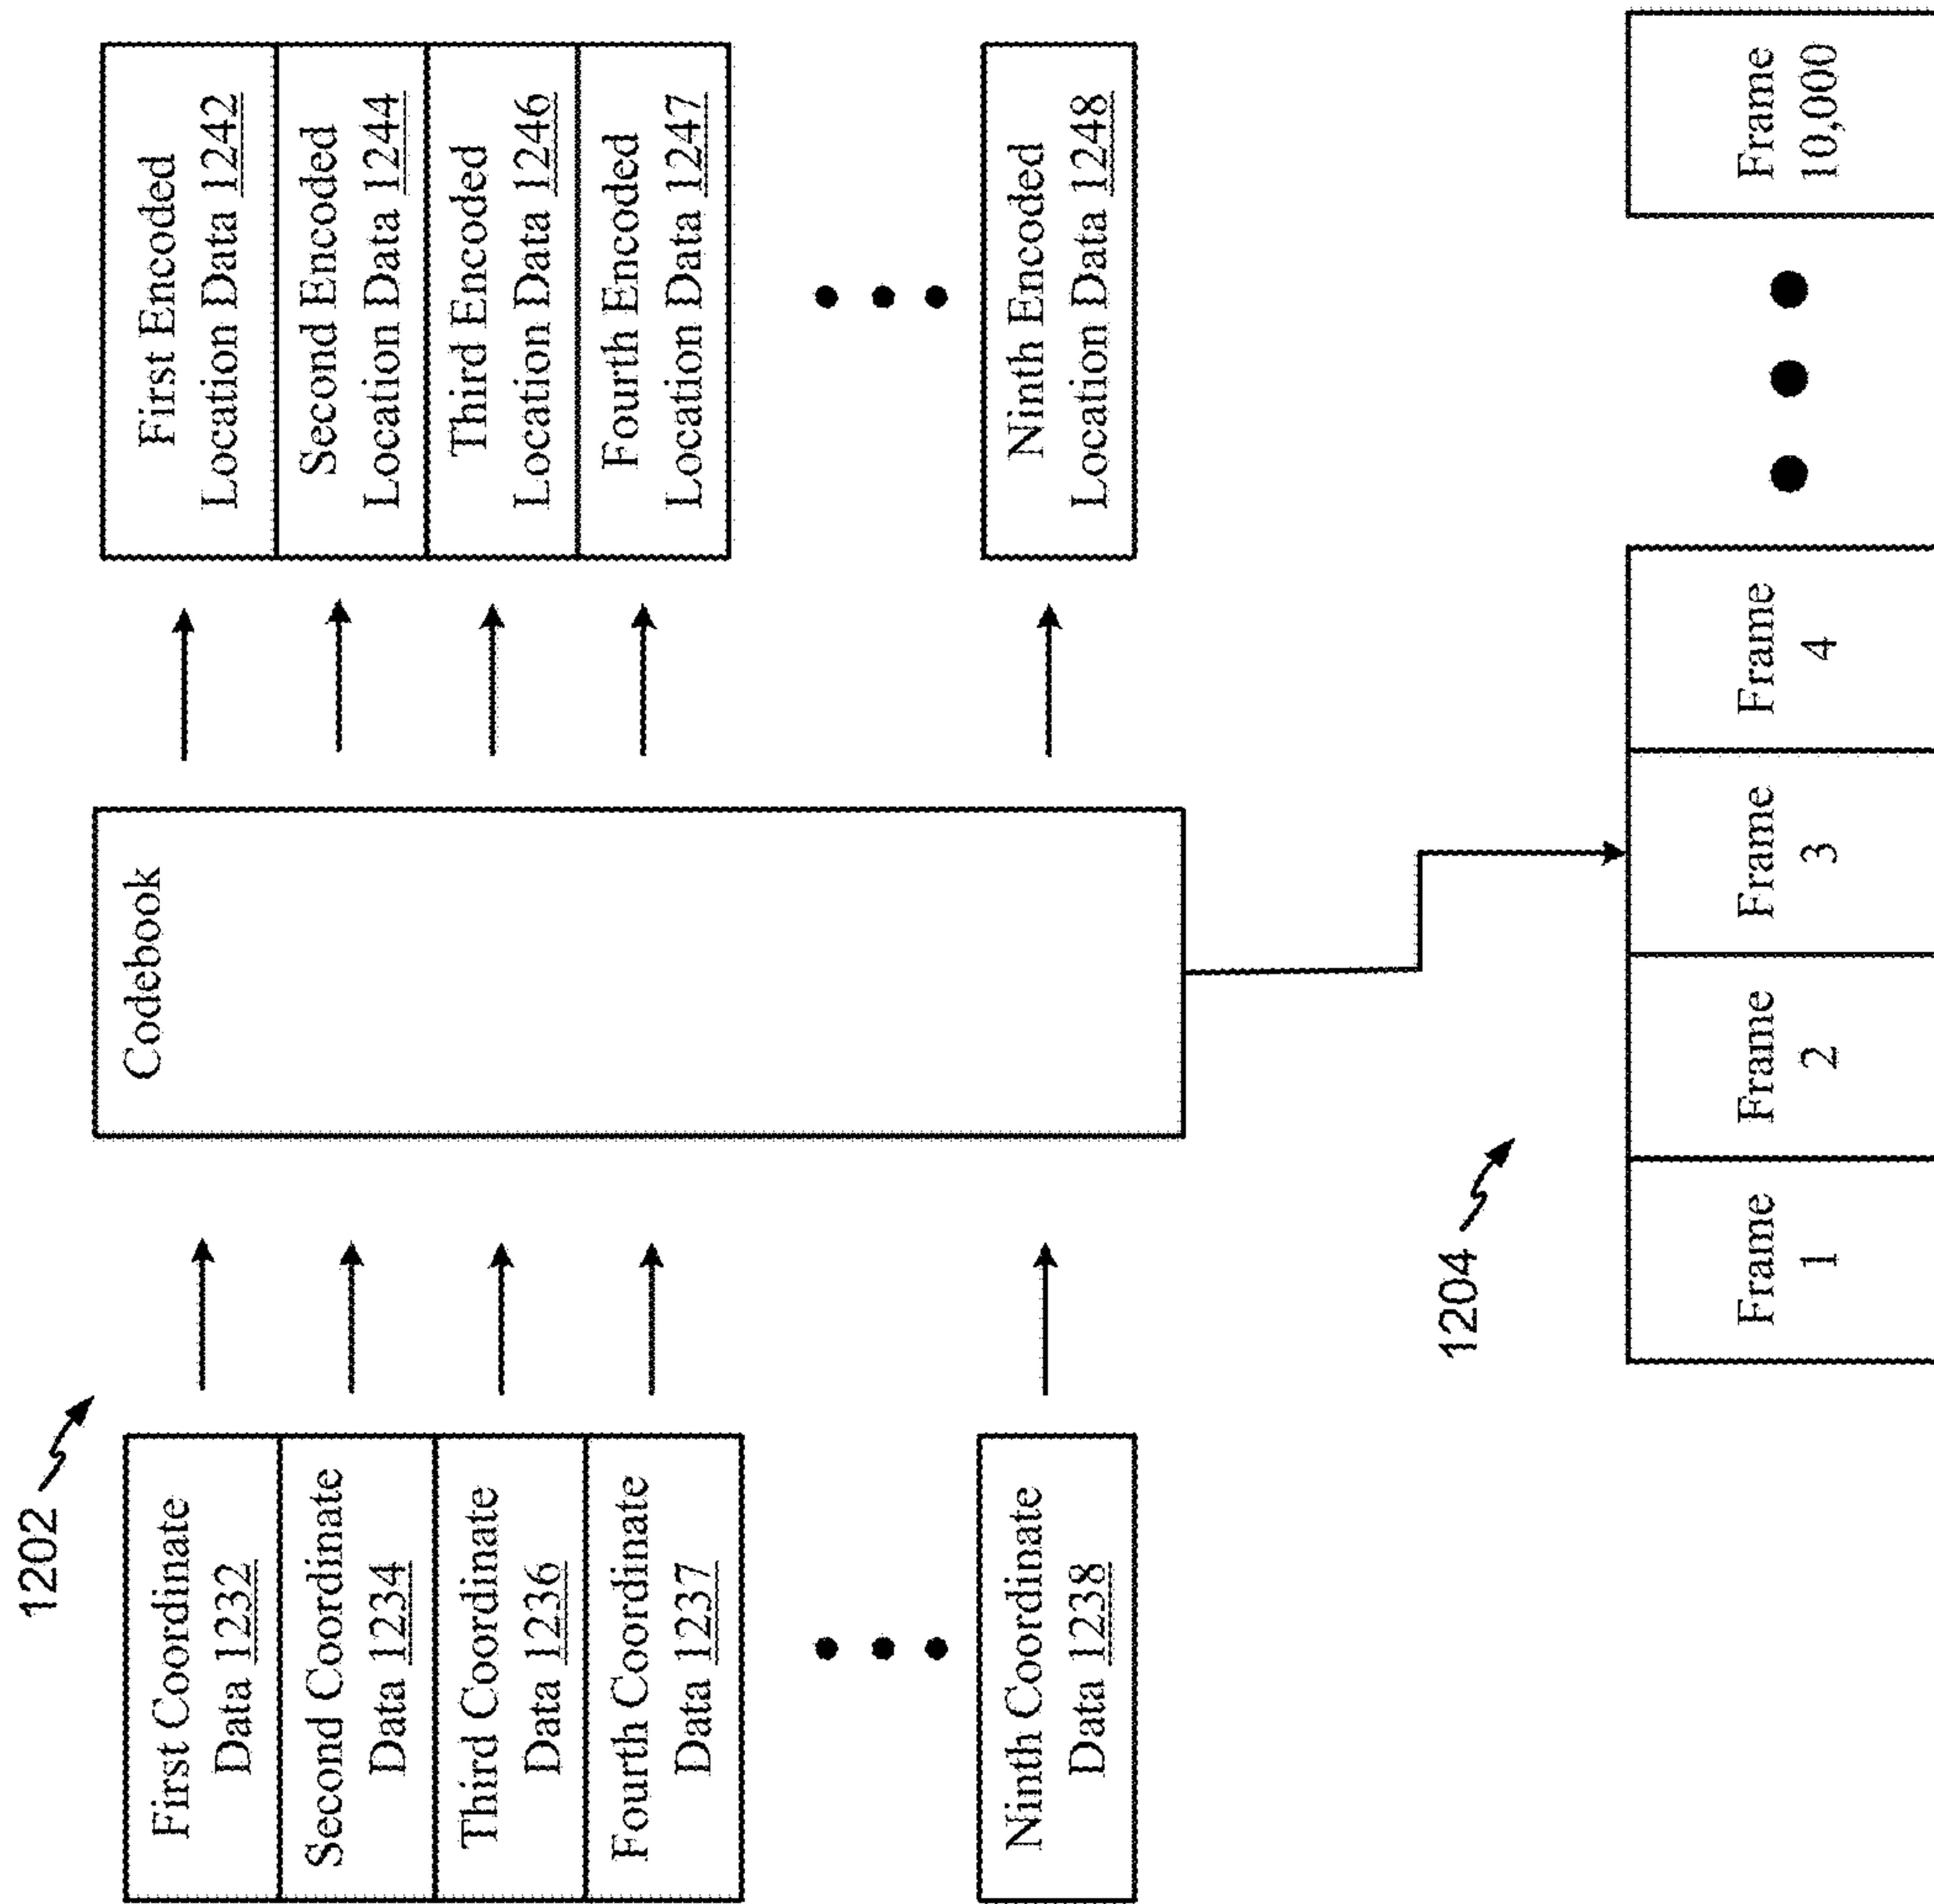 1202
First Coordinate
Data 1232
Second Coordinate
Data 1234
Third Coordinate
Data 1236
Fourth Coordinate
Data 1237
Ninth Coordinate
Data 1238
Codebook
First Encoded
Location Data 1242
Second Encoded
Location Data 1244
Third Encoded
Location Data 1246
Fourth Encoded
Location Data 1247
Ninth Encoded
Location Data 1248
1204
Frame
1
Frame
2
Frame
3
Frame
4
Frame
10,000